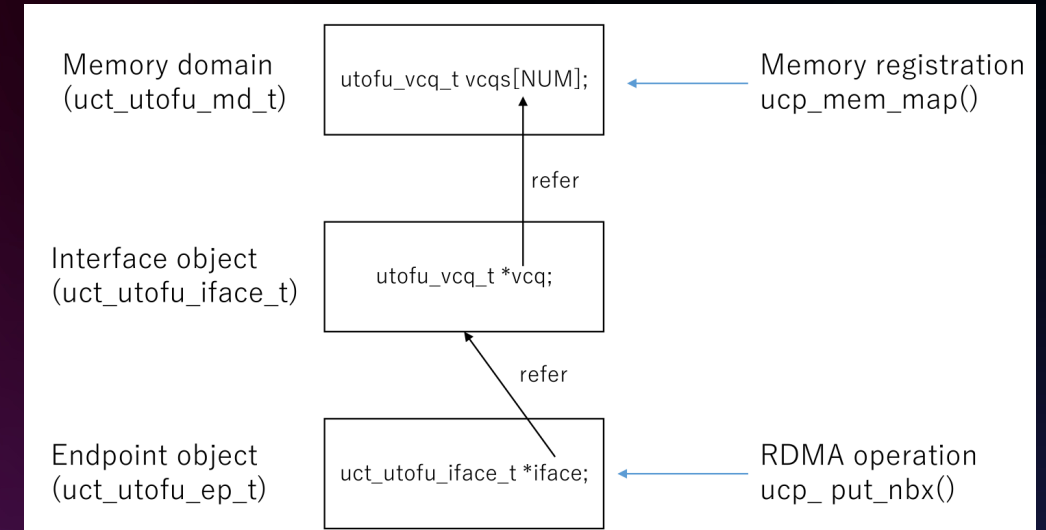 Memory domain
(uct_utofu_md_t)
utofu_vcq_t vcqs[NUM];
Memory registration
ucp_mem_map()
refer
Interface object
(uct_utofu_iface_t)
utofu_vcq_t *vcq;
refer
Endpoint object
(uct_utofu_ep_t)
uct_utofu_iface_t *iface;
RDMA operation
ucp_ put_nbx()